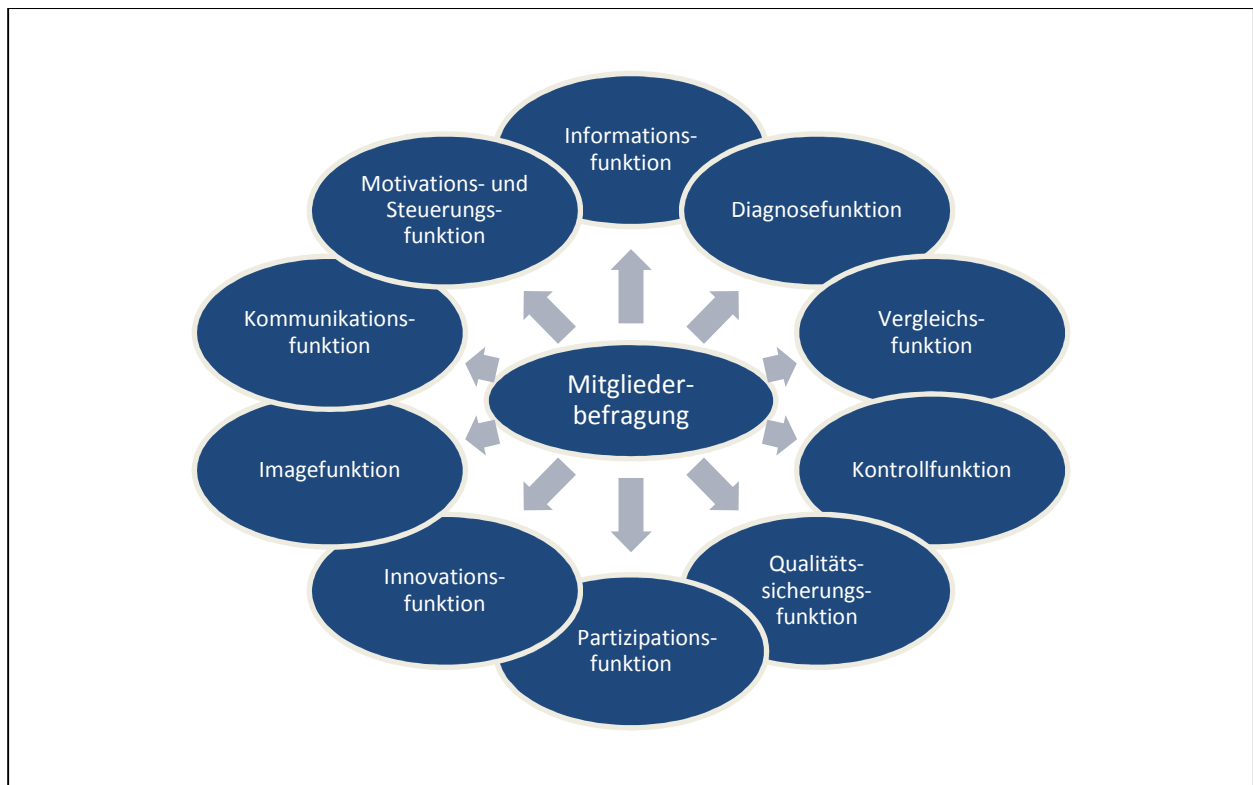 Informations-
funktion
Diagnosefunktion
Vergleichs-
funktion
Kontrollfunktion
Qualitäts-
sicherungs-
funktion
Partizipations-
funktion
Innovations-
funktion
Imagefunktion
Kommunikations-
funktion
Motivations- und
Steuerungs-
funktion
Mitglieder-
befragung